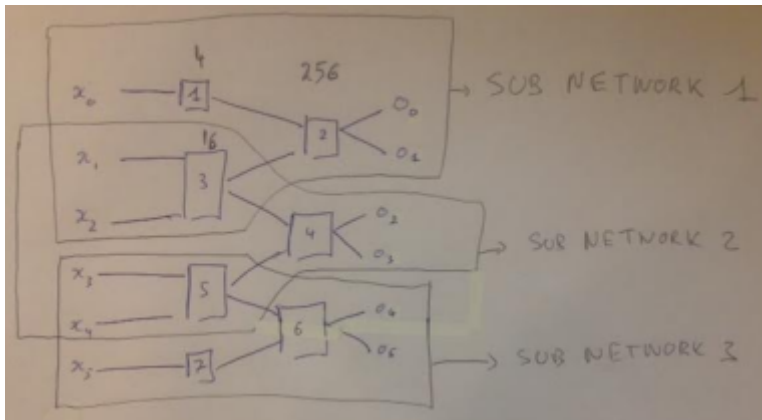 4
256
x₀ 1 O₀
2
O₁
→ SUB NETWORK 1
16
x₁
3
x₂
4 O₂
O₃
→ SUB NETWORK 2
x₃
5
x₄
6 O₄
O₅
x₅ 7
→ SUB NETWORK 3